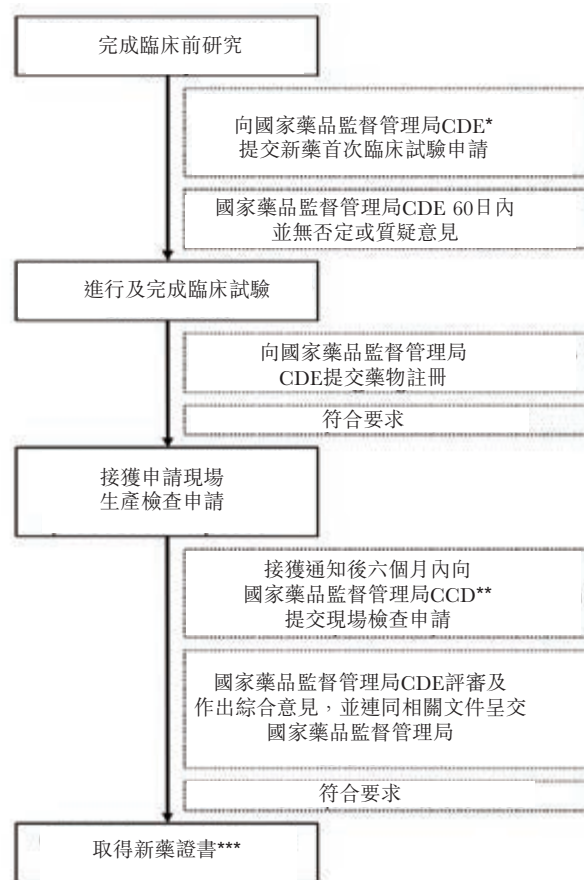 完成臨床前研究
向國家藥品監督管理局CDE*
提交新藥首次臨床試驗申請
國家藥品監督管理局CDE 60日內
並無否定或質疑意見
進行及完成臨床試驗
向國家藥品監督管理局
CDE提交藥物註冊
符合要求
接獲申請現場
生產檢查申請
接獲通知後六個月內向
國家藥品監督管理局CCD**
提交現場檢查申請
國家藥品監督管理局CDE評審及
作出綜合意見，並連同相關文件呈交
國家藥品監督管理局
符合要求
取得新藥證書***